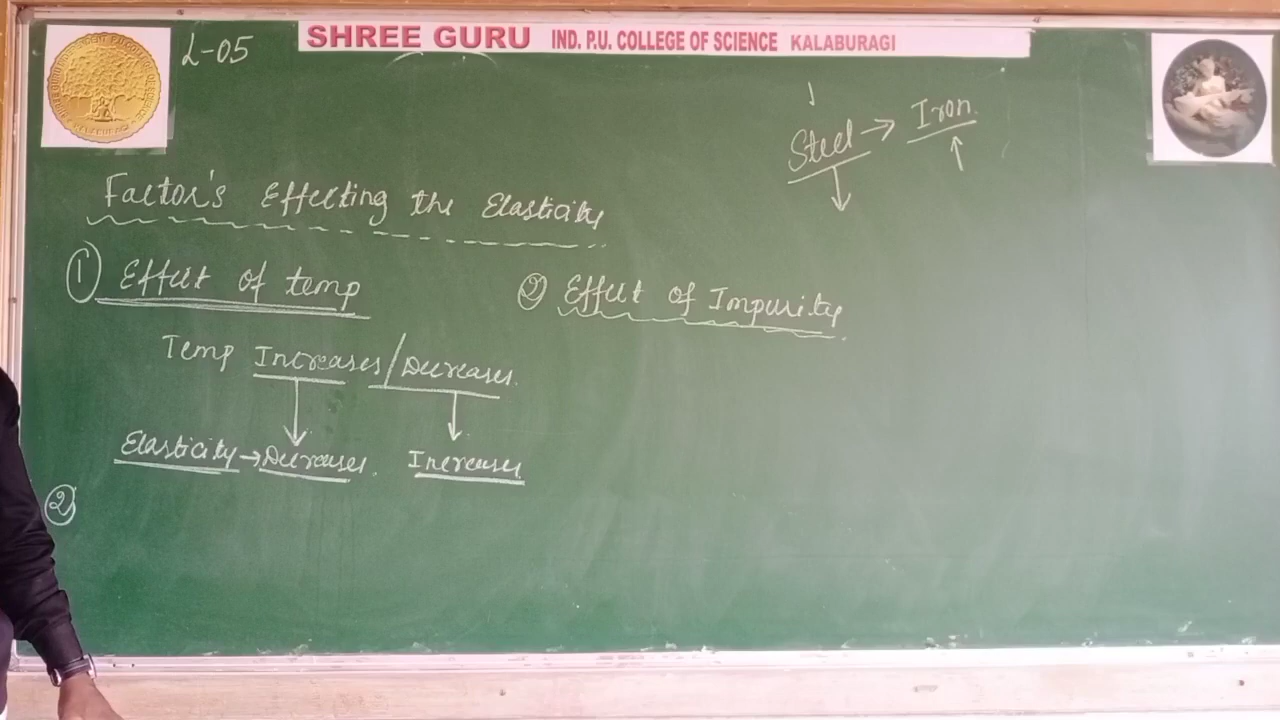 L-05
SHREE GURU IND. P.U. COLLEGE OF SCIENCE KALABURAGI
Steel → Iron.
Factor's Effecting the Elasticity
① Effect of temp
② Effect of Impurity
Temp Increases/Decreases.
Elasticity → Decreases. Increases.
②